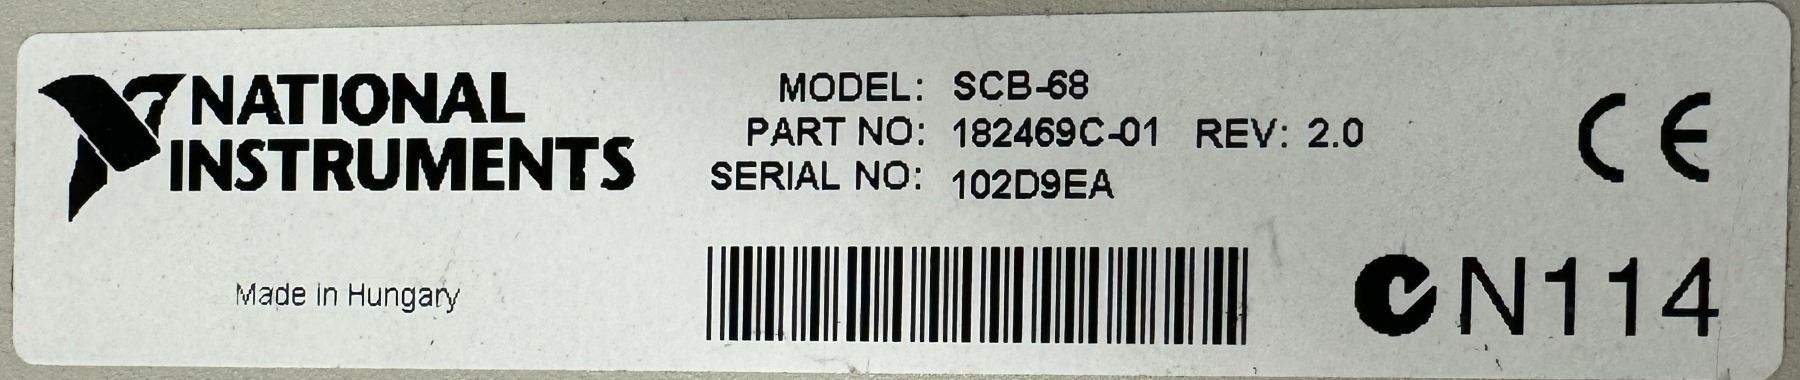 NATIONAL
INSTRUMENTS
MODEL: SCB-68
PART NO: 182469C-01 REV: 2.0
SERIAL NO: 102D9EA
CE
Made in Hungary
N114